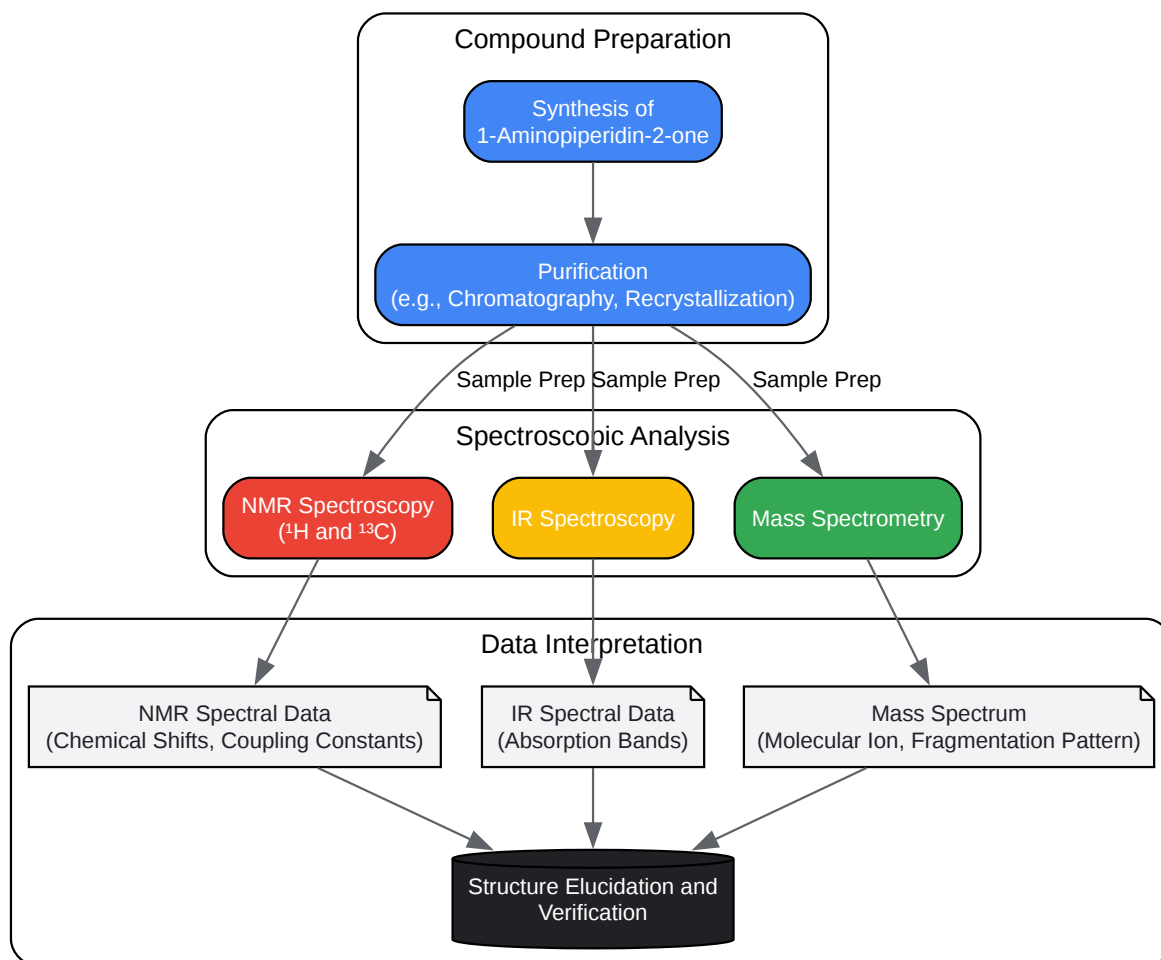 Compound Preparation
Synthesis of
1-Aminopiperidin-2-one
Purification
(e.g., Chromatography, Recrystallization)
Sample Prep
Sample Prep
Sample Prep
Spectroscopic Analysis
NMR Spectroscopy
(¹H and ¹³C)
IR Spectroscopy
Mass Spectrometry
Data Interpretation
NMR Spectral Data
(Chemical Shifts, Coupling Constants)
IR Spectral Data
(Absorption Bands)
Mass Spectrum
(Molecular Ion, Fragmentation Pattern)
Structure Elucidation and
Verification